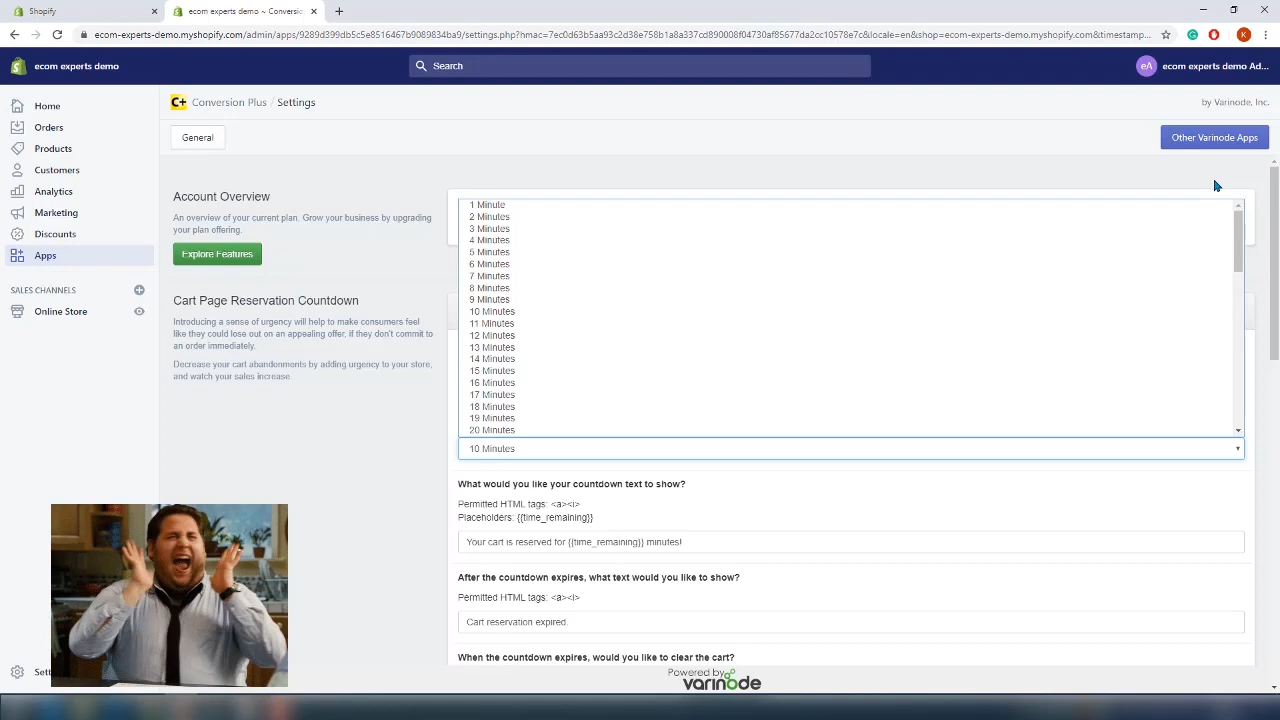 Shopify
ecom experts demo ~ Conversic
ecom-experts-demo.myshopify.com/admin/apps/9289d399db5c5e8516467b9089834ba9/settings.php?hmac=7ec0d63b5aa93c2d38e758b1a8a337cd890008f04730af85677da2cc10578e7c&locale=en&shop=ecom-experts-demo.myshopify.com&timestamp...
K
ecom experts demo
Search
eA
ecom experts demo Ad...
Home
Orders
Products
Customers
Analytics
Marketing
Discounts
Apps
SALES CHANNELS
Online Store
C+ Conversion Plus / Settings
by Varinode, Inc.
General
Other Varinode Apps
Account Overview
An overview of your current plan. Grow your business by upgrading
your plan offering.
Explore Features
Cart Page Reservation Countdown
Introducing a sense of urgency will help to make consumers feel
like they could lose out on an appealing offer, if they don't commit to
an order immediately.
Decrease your cart abandonments by adding urgency to your store,
and watch your sales increase.
1 Minute
2 Minutes
3 Minutes
4 Minutes
5 Minutes
6 Minutes
7 Minutes
8 Minutes
9 Minutes
10 Minutes
11 Minutes
12 Minutes
13 Minutes
14 Minutes
15 Minutes
16 Minutes
17 Minutes
18 Minutes
19 Minutes
20 Minutes
10 Minutes
What would you like your countdown text to show?
Permitted HTML tags: <a><i>
Placeholders: {{time_remaining}}
Your cart is reserved for {{time_remaining}} minutes!
After the countdown expires, what text would you like to show?
Permitted HTML tags: <a><i>
Cart reservation expired.
When the countdown expires, would you like to clear the cart?
Powered by
varinode